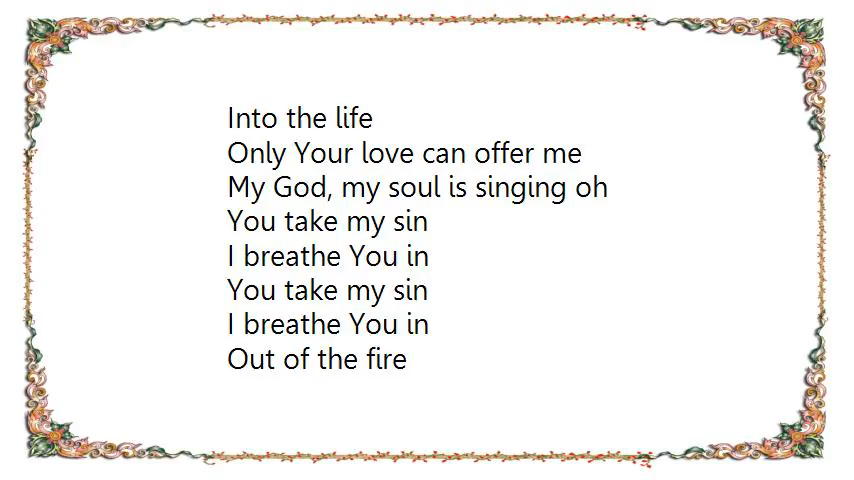 Into the life
Only Your love can offer me
My God, my soul is singing oh
You take my sin
I breathe You in
You take my sin
I breathe You in
Out of the fire